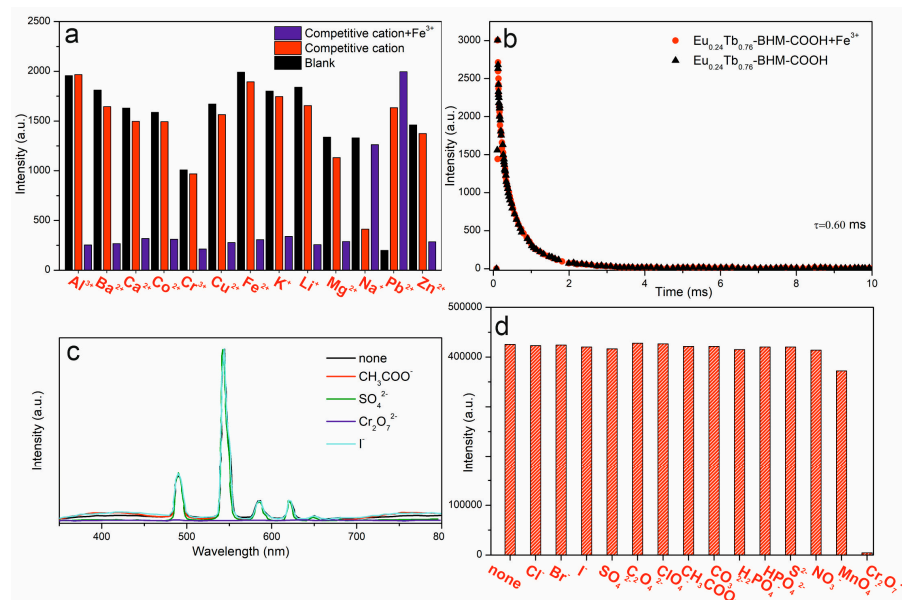 a
Competitive cation+Fe³⁺
Competitive cation
Blank
2500
2000
1500
1000
500
0
Intensity (a.u.)
Al³⁺ Ba²⁺ Ca²⁺ Co²⁺ Cr³⁺ Cu²⁺ Fe²⁺ K⁺ Li⁺ Mg²⁺ Na⁺ Pb²⁺ Zn²⁺
b
Eu₀.₂₄Tb₀.₇₆-BHM-COOH+Fe³⁺
Eu₀.₂₄Tb₀.₇₆-BHM-COOH
3000
2500
2000
1500
1000
500
0
Intensity (a.u.)
τ=0.60 ms
0 2 4 6 8 10
Time (ms)
c
none
CH₃COO⁻
SO₄²⁻
Cr₂O₇²⁻
I⁻
Intensity (a.u.)
400 500 600 700 80
Wavelength (nm)
d
500000
400000
100000
0
Intensity (a.u.)
none Cl⁻ Br⁻ I⁻ SO₄²⁻ C₂O₄²⁻ ClO₄⁻ CH₃COO⁻ CO₃²⁻ H₂PO₄⁻ HPO₄²⁻ S²⁻ NO₃⁻ MnO₄⁻ Cr₂O₇²⁻